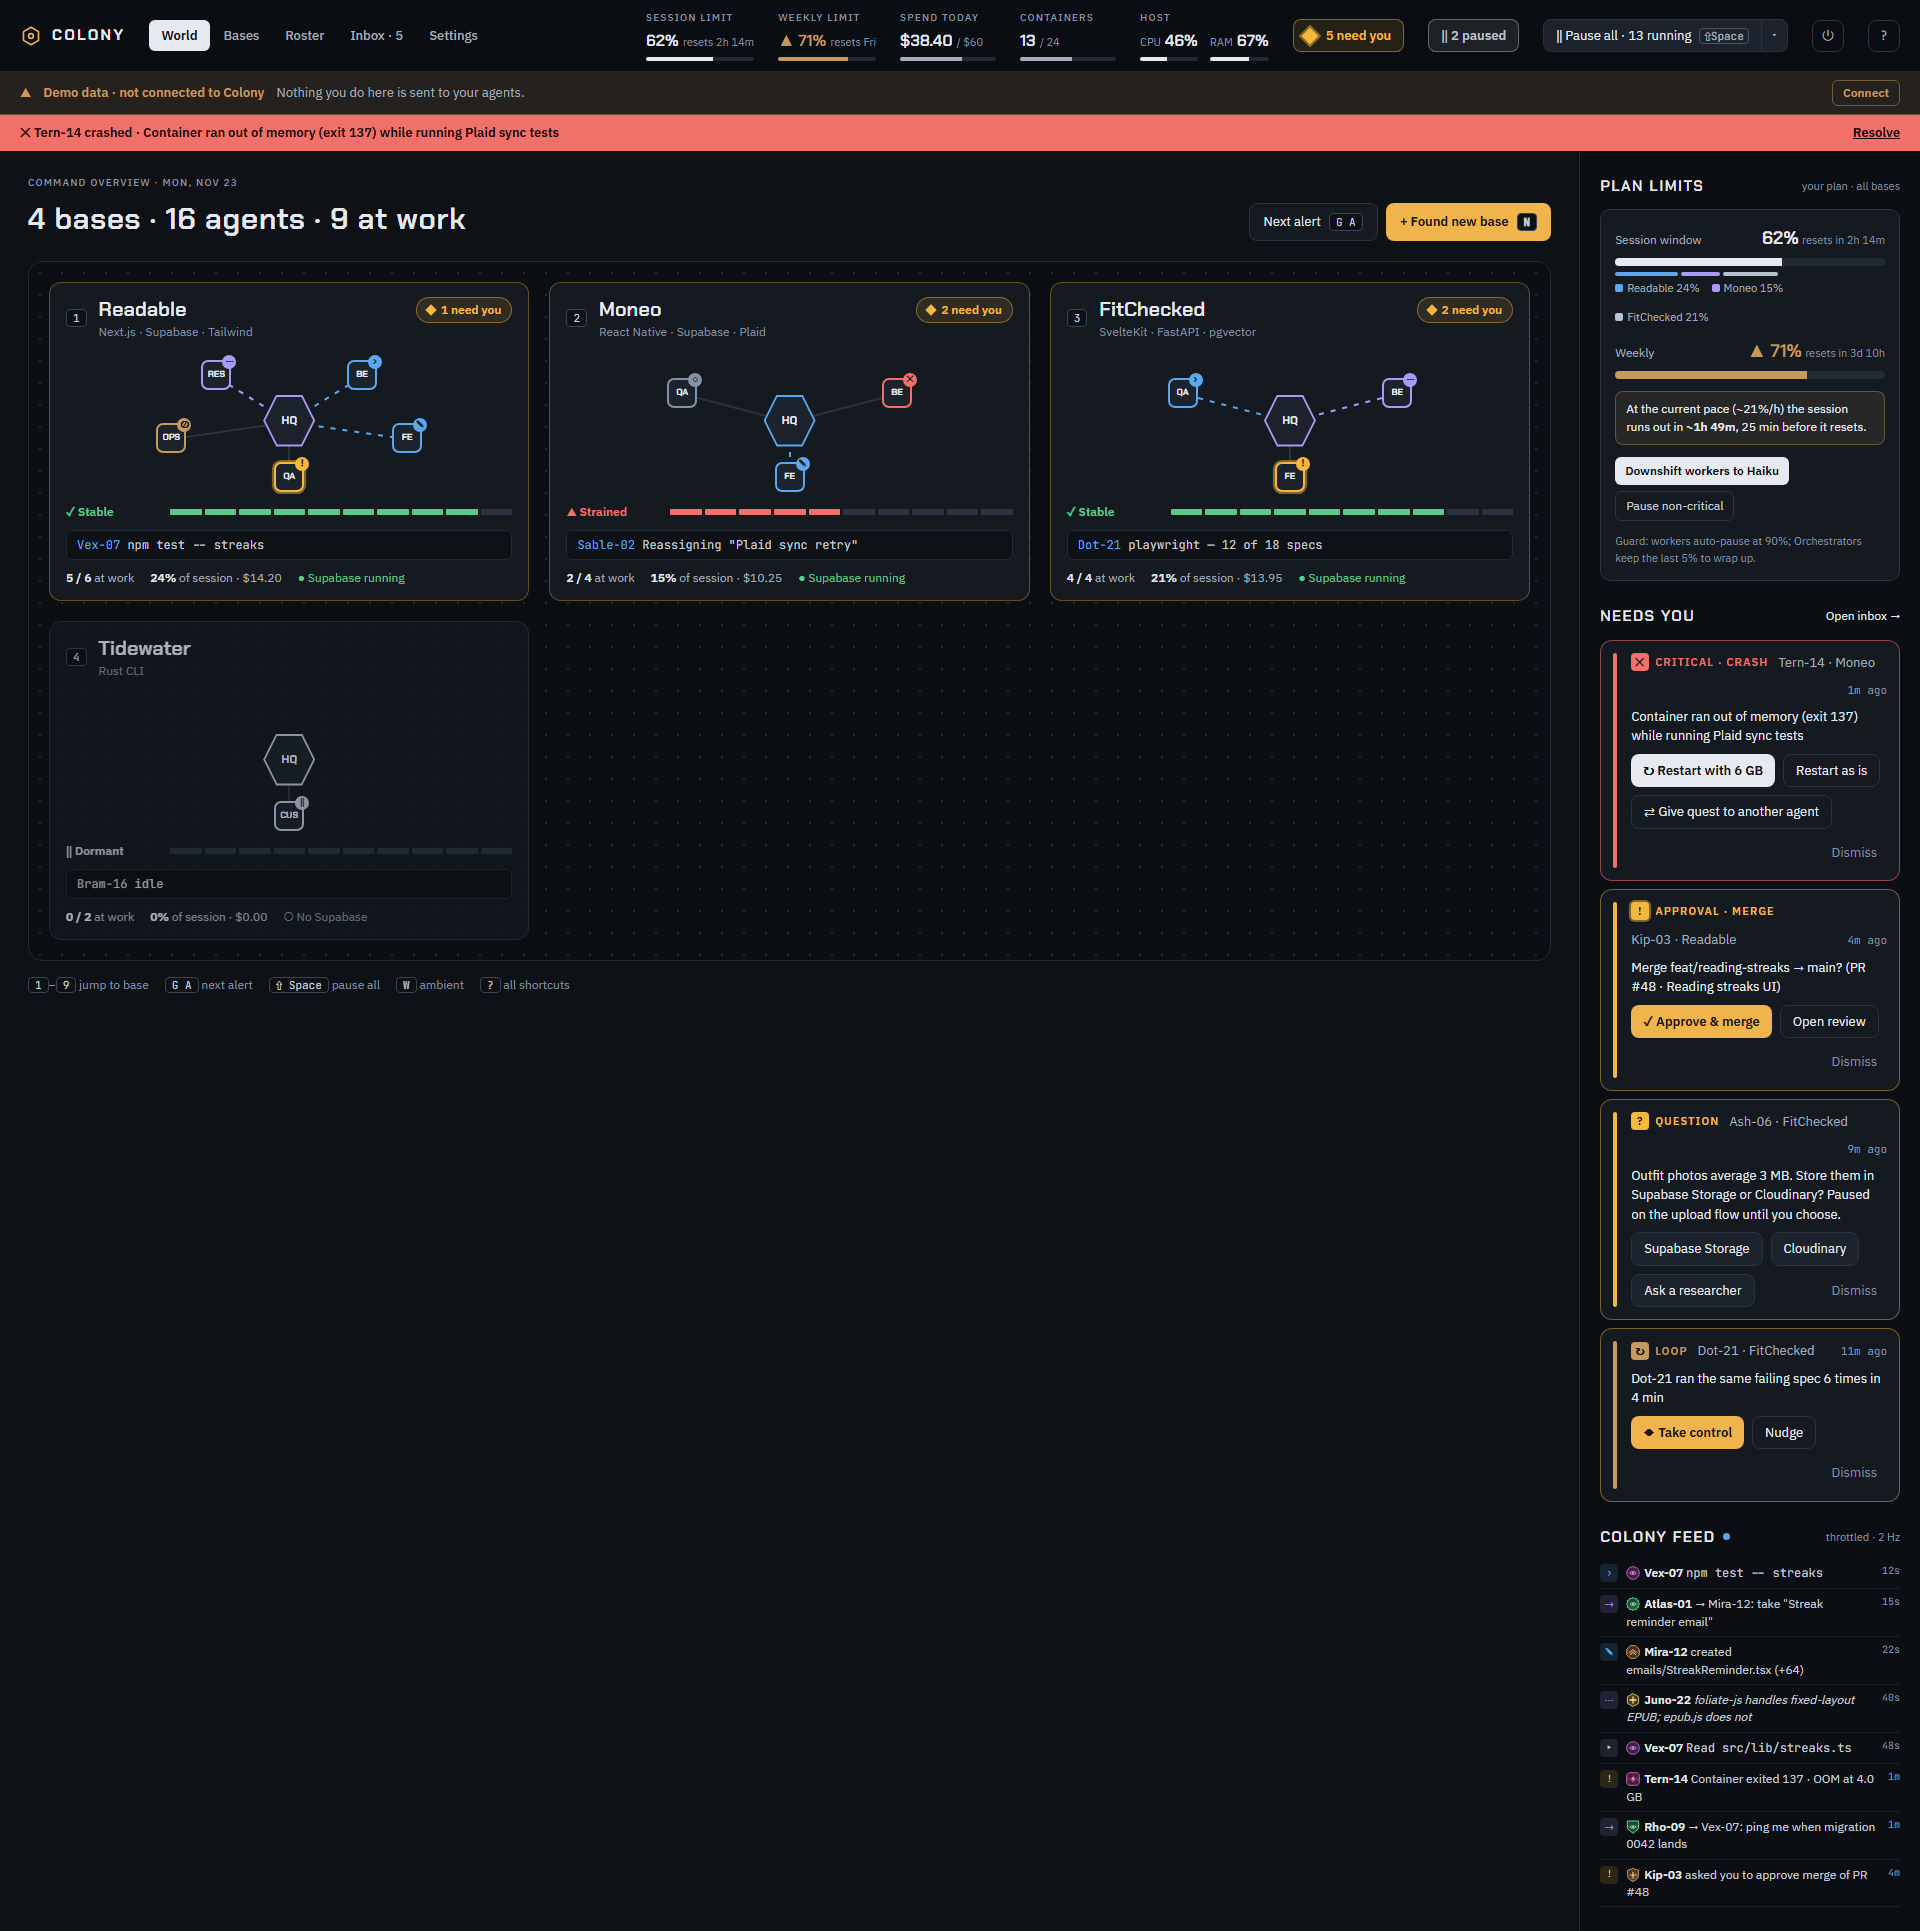 COLONY
World
Bases
Roster
Inbox · 5
Settings
SESSION LIMIT
62% resets 2h 14m
WEEKLY LIMIT
▲ 71% resets Fri
SPEND TODAY
$38.40 / $60
CONTAINERS
13 / 24
HOST
CPU 46% RAM 67%
5 need you
|| 2 paused
|| Pause all · 13 running ⇧Space
?
▲ Demo data · not connected to Colony Nothing you do here is sent to your agents.
Connect
✕ Tern-14 crashed · Container ran out of memory (exit 137) while running Plaid sync tests
Resolve
COMMAND OVERVIEW · MON, NOV 23
4 bases · 16 agents · 9 at work
Next alert G A
+ Found new base N
1 Readable
Next.js · Supabase · Tailwind
◆ 1 need you
RES
BE
HQ
OPS
FE
QA
✓ Stable
Vex-07 npm test -- streaks
5 / 6 at work 24% of session · $14.20 ● Supabase running
2 Moneo
React Native · Supabase · Plaid
◆ 2 need you
QA
BE
HQ
FE
▲ Strained
Sable-02 Reassigning "Plaid sync retry"
2 / 4 at work 15% of session · $10.25 ● Supabase running
3 FitChecked
SvelteKit · FastAPI · pgvector
◆ 2 need you
QA
BE
HQ
FE
✓ Stable
Dot-21 playwright — 12 of 18 specs
4 / 4 at work 21% of session · $13.95 ● Supabase running
4 Tidewater
Rust CLI
HQ
CUS
|| Dormant
Bram-16 idle
0 / 2 at work 0% of session · $0.00 ○ No Supabase
1–9 jump to base G A next alert ⇧ Space pause all W ambient ? all shortcuts
PLAN LIMITS
your plan · all bases
Session window 62% resets in 2h 14m
Readable 24% Moneo 15%
FitChecked 21%
Weekly ▲ 71% resets in 3d 10h
At the current pace (~21%/h) the session
runs out in ~1h 49m, 25 min before it resets.
Downshift workers to Haiku
Pause non-critical
Guard: workers auto-pause at 90%; Orchestrators
keep the last 5% to wrap up.
NEEDS YOU
Open inbox →
✕ CRITICAL · CRASH Tern-14 · Moneo
1m ago
Container ran out of memory (exit 137)
while running Plaid sync tests
↻ Restart with 6 GB
Restart as is
⇄ Give quest to another agent
Dismiss
! APPROVAL · MERGE
Kip-03 · Readable 4m ago
Merge feat/reading-streaks → main? (PR
#48 · Reading streaks UI)
✓ Approve & merge
Open review
Dismiss
? QUESTION Ash-06 · FitChecked
9m ago
Outfit photos average 3 MB. Store them in
Supabase Storage or Cloudinary? Paused
on the upload flow until you choose.
Supabase Storage
Cloudinary
Ask a researcher
Dismiss
↻ LOOP Dot-21 · FitChecked 11m ago
Dot-21 ran the same failing spec 6 times in
4 min
Take control
Nudge
Dismiss
COLONY FEED
throttled · 2 Hz
Vex-07 npm test -- streaks 12s
Atlas-01 → Mira-12: take "Streak 15s
reminder email"
Mira-12 created 22s
emails/StreakReminder.tsx (+64)
Juno-22 foliate-js handles fixed-layout 40s
EPUB; epub.js does not
Vex-07 Read src/lib/streaks.ts 48s
! Tern-14 Container exited 137 · OOM at 4.0 1m
GB
Rho-09 → Vex-07: ping me when migration 1m
0042 lands
! Kip-03 asked you to approve merge of PR 4m
#48